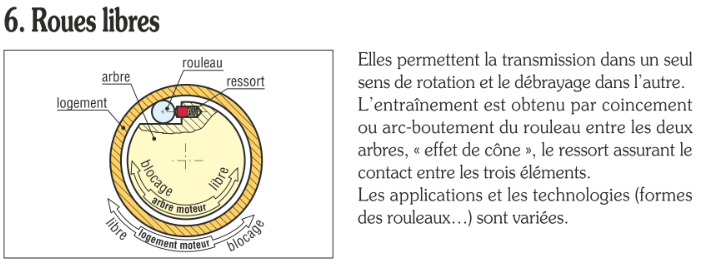 6. Roues libres
rouleau
arbre
ressort
logement
blocage
libre
arbre moteur
libre
logement moteur
blocage
Elles permettent la transmission dans un seul
sens de rotation et le débrayage dans l'autre.
L'entraînement est obtenu par coincement
ou arc-boutement du rouleau entre les deux
arbres, « effet de cône », le ressort assurant le
contact entre les trois éléments.
Les applications et les technologies (formes
des rouleaux…) sont variées.